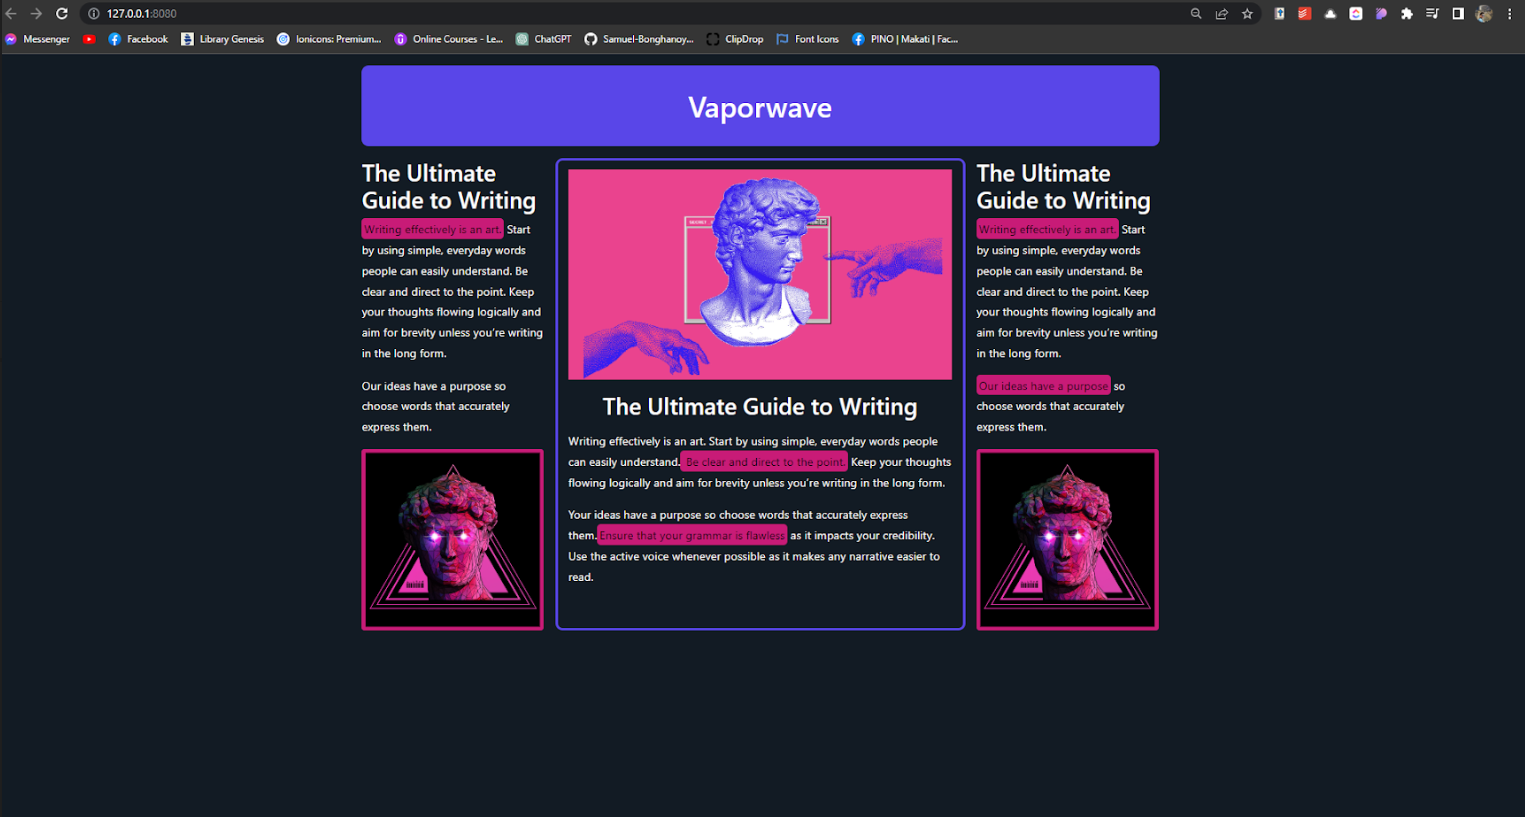 127.0.0.1:8080
Messenger
Facebook
Library Genesis
Ionicons: Premium...
Online Courses - Le...
ChatGPT
Samuel-Bonghanoy...
ClipDrop
Font Icons
PINO | Makati | Fac...
Vaporwave
The Ultimate
Guide to Writing
Writing effectively is an art. Start
by using simple, everyday words
people can easily understand. Be
clear and direct to the point. Keep
your thoughts flowing logically and
aim for brevity unless you’re writing
in the long form.
Our ideas have a purpose so
choose words that accurately
express them.
The Ultimate Guide to Writing
Writing effectively is an art. Start by using simple, everyday words people
can easily understand. Be clear and direct to the point. Keep your thoughts
flowing logically and aim for brevity unless you’re writing in the long form.
Your ideas have a purpose so choose words that accurately express
them. Ensure that your grammar is flawless as it impacts your credibility.
Use the active voice whenever possible as it makes any narrative easier to
read.
The Ultimate
Guide to Writing
Writing effectively is an art. Start
by using simple, everyday words
people can easily understand. Be
clear and direct to the point. Keep
your thoughts flowing logically and
aim for brevity unless you’re writing
in the long form.
Our ideas have a purpose so
choose words that accurately
express them.